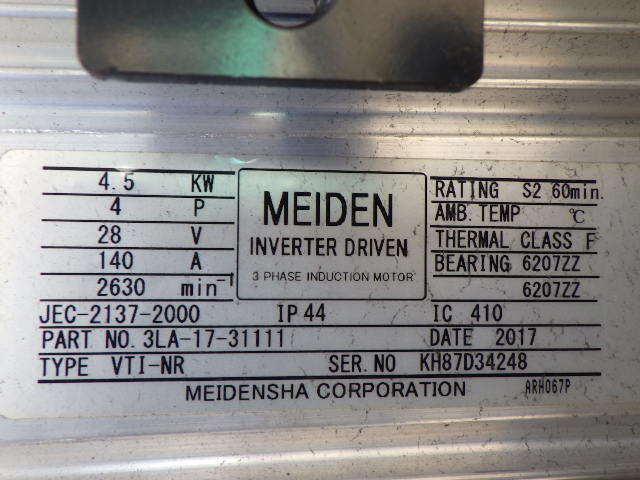 4.5 KW
4 P
28 V
140 A
2630 min⁻¹
MEIDEN
INVERTER DRIVEN
3 PHASE INDUCTION MOTOR
RATING S2 60min.
AMB.TEMP ℃
THERMAL CLASS F
BEARING 6207ZZ
6207ZZ
JEC-2137-2000 IP 44 IC 410
PART NO. 3LA-17-31111 DATE 2017
TYPE VTI-NR SER.NO KH87D34248
MEIDENSHA CORPORATION ARH067P